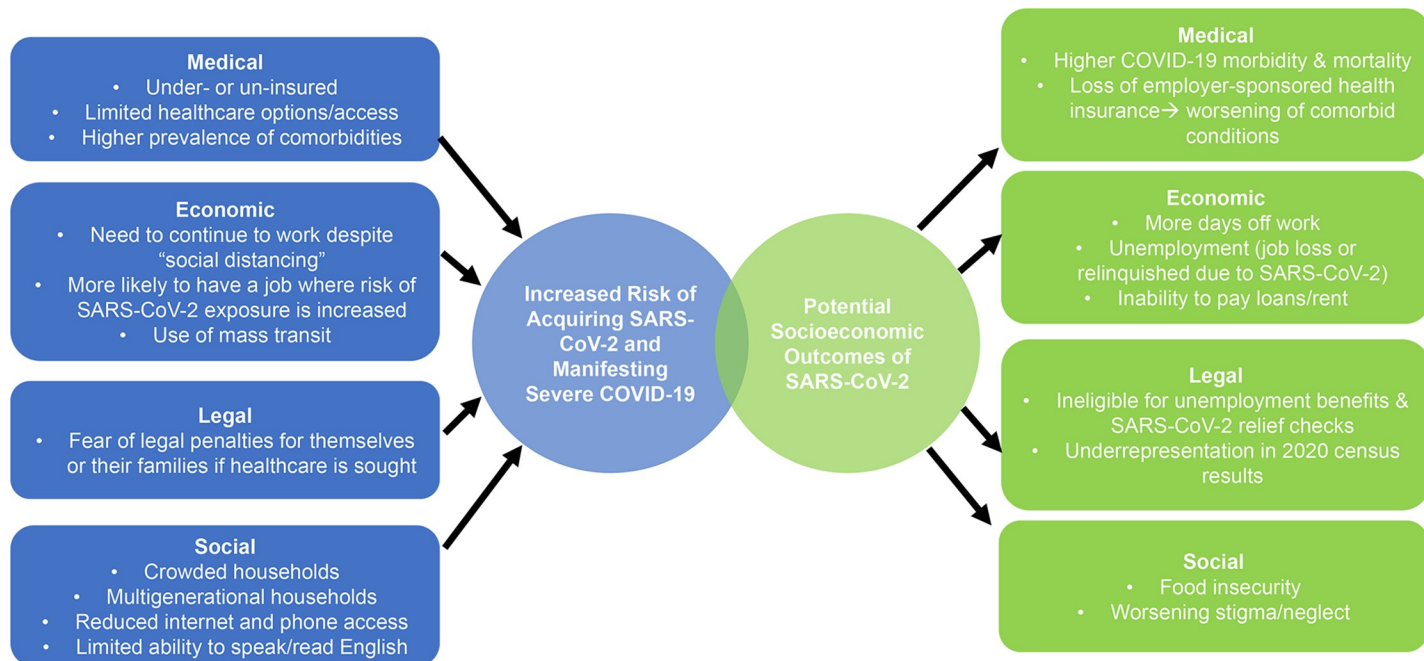 Medical
• Under- or un-insured
• Limited healthcare options/access
• Higher prevalence of comorbidities
Economic
• Need to continue to work despite
“social distancing”
• More likely to have a job where risk of
SARS-CoV-2 exposure is increased
• Use of mass transit
Legal
• Fear of legal penalties for themselves
or their families if healthcare is sought
Social
• Crowded households
• Multigenerational households
• Reduced internet and phone access
• Limited ability to speak/read English
Increased Risk of
Acquiring SARS-
CoV-2 and
Manifesting
Severe COVID-19
Potential
Socioeconomic
Outcomes of
SARS-CoV-2
Medical
• Higher COVID-19 morbidity & mortality
• Loss of employer-sponsored health
insurance→ worsening of comorbid
conditions
Economic
• More days off work
• Unemployment (job loss or
relinquished due to SARS-CoV-2)
• Inability to pay loans/rent
Legal
• Ineligible for unemployment benefits &
SARS-CoV-2 relief checks
• Underrepresentation in 2020 census
results
Social
• Food insecurity
• Worsening stigma/neglect